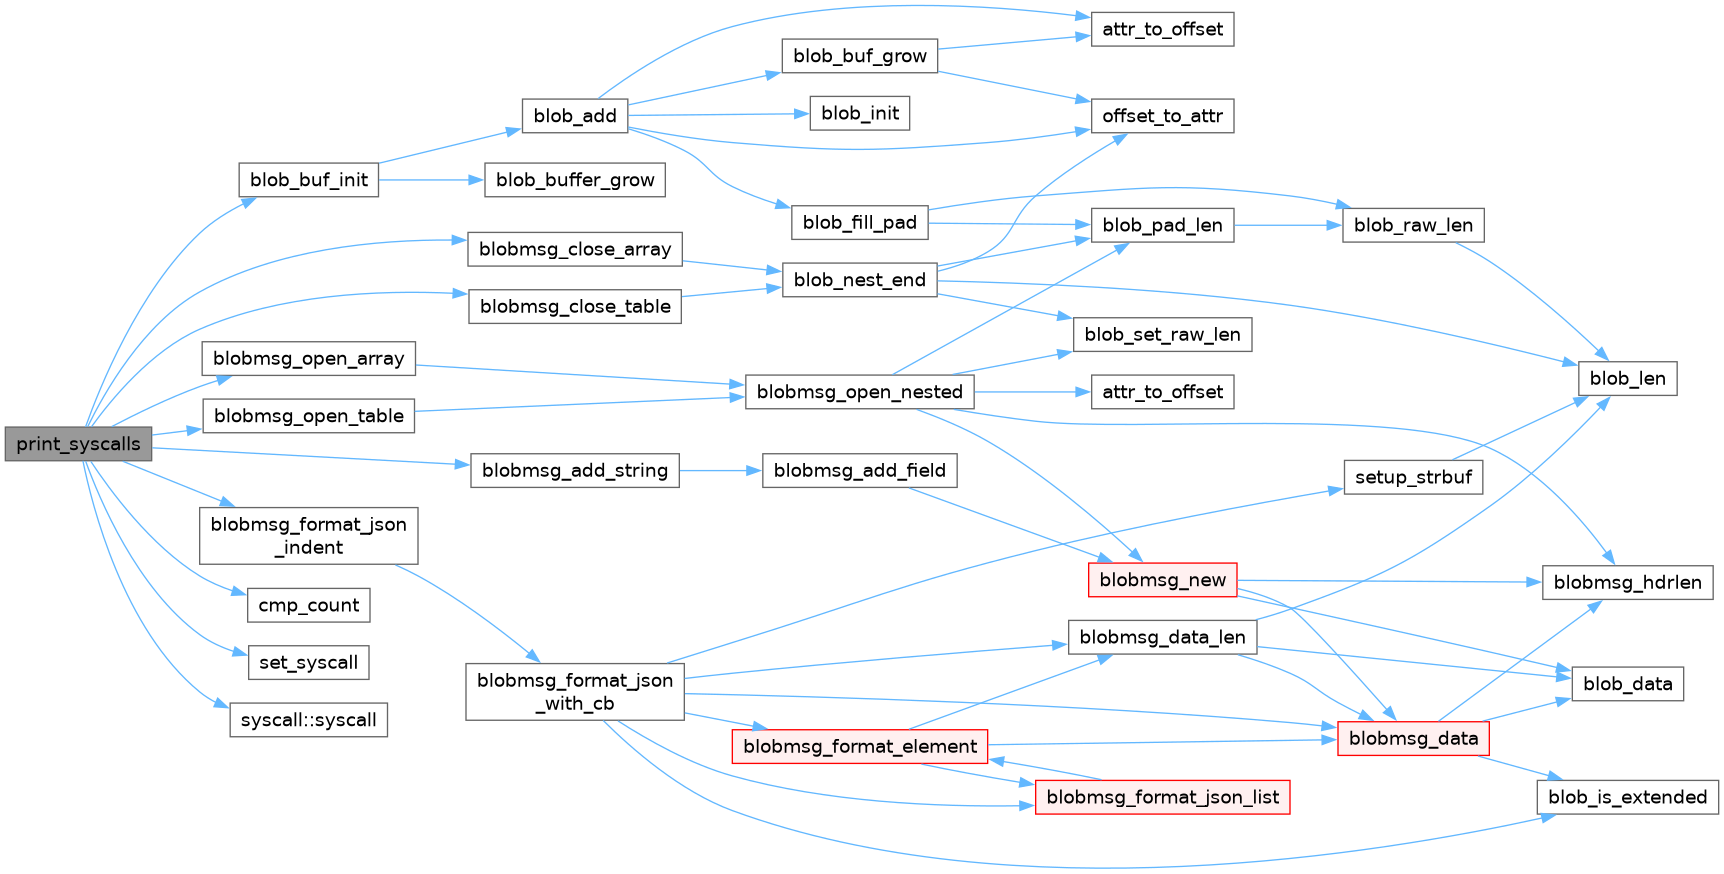 print_syscalls
blob_buf_init
blob_add
blob_buf_grow
attr_to_offset
blob_init
offset_to_attr
blob_buffer_grow
blob_fill_pad
blob_pad_len
blob_raw_len
blob_len
blobmsg_close_array
blob_nest_end
blob_set_raw_len
blobmsg_close_table
blobmsg_open_array
blobmsg_open_nested
attr_to_offset
blobmsg_hdrlen
blobmsg_new
blobmsg_data
blob_data
blob_is_extended
blobmsg_open_table
blobmsg_add_string
blobmsg_add_field
blobmsg_format_json
_indent
blobmsg_format_json
_with_cb
setup_strbuf
blobmsg_data_len
blobmsg_format_element
blobmsg_format_json_list
cmp_count
set_syscall
syscall::syscall